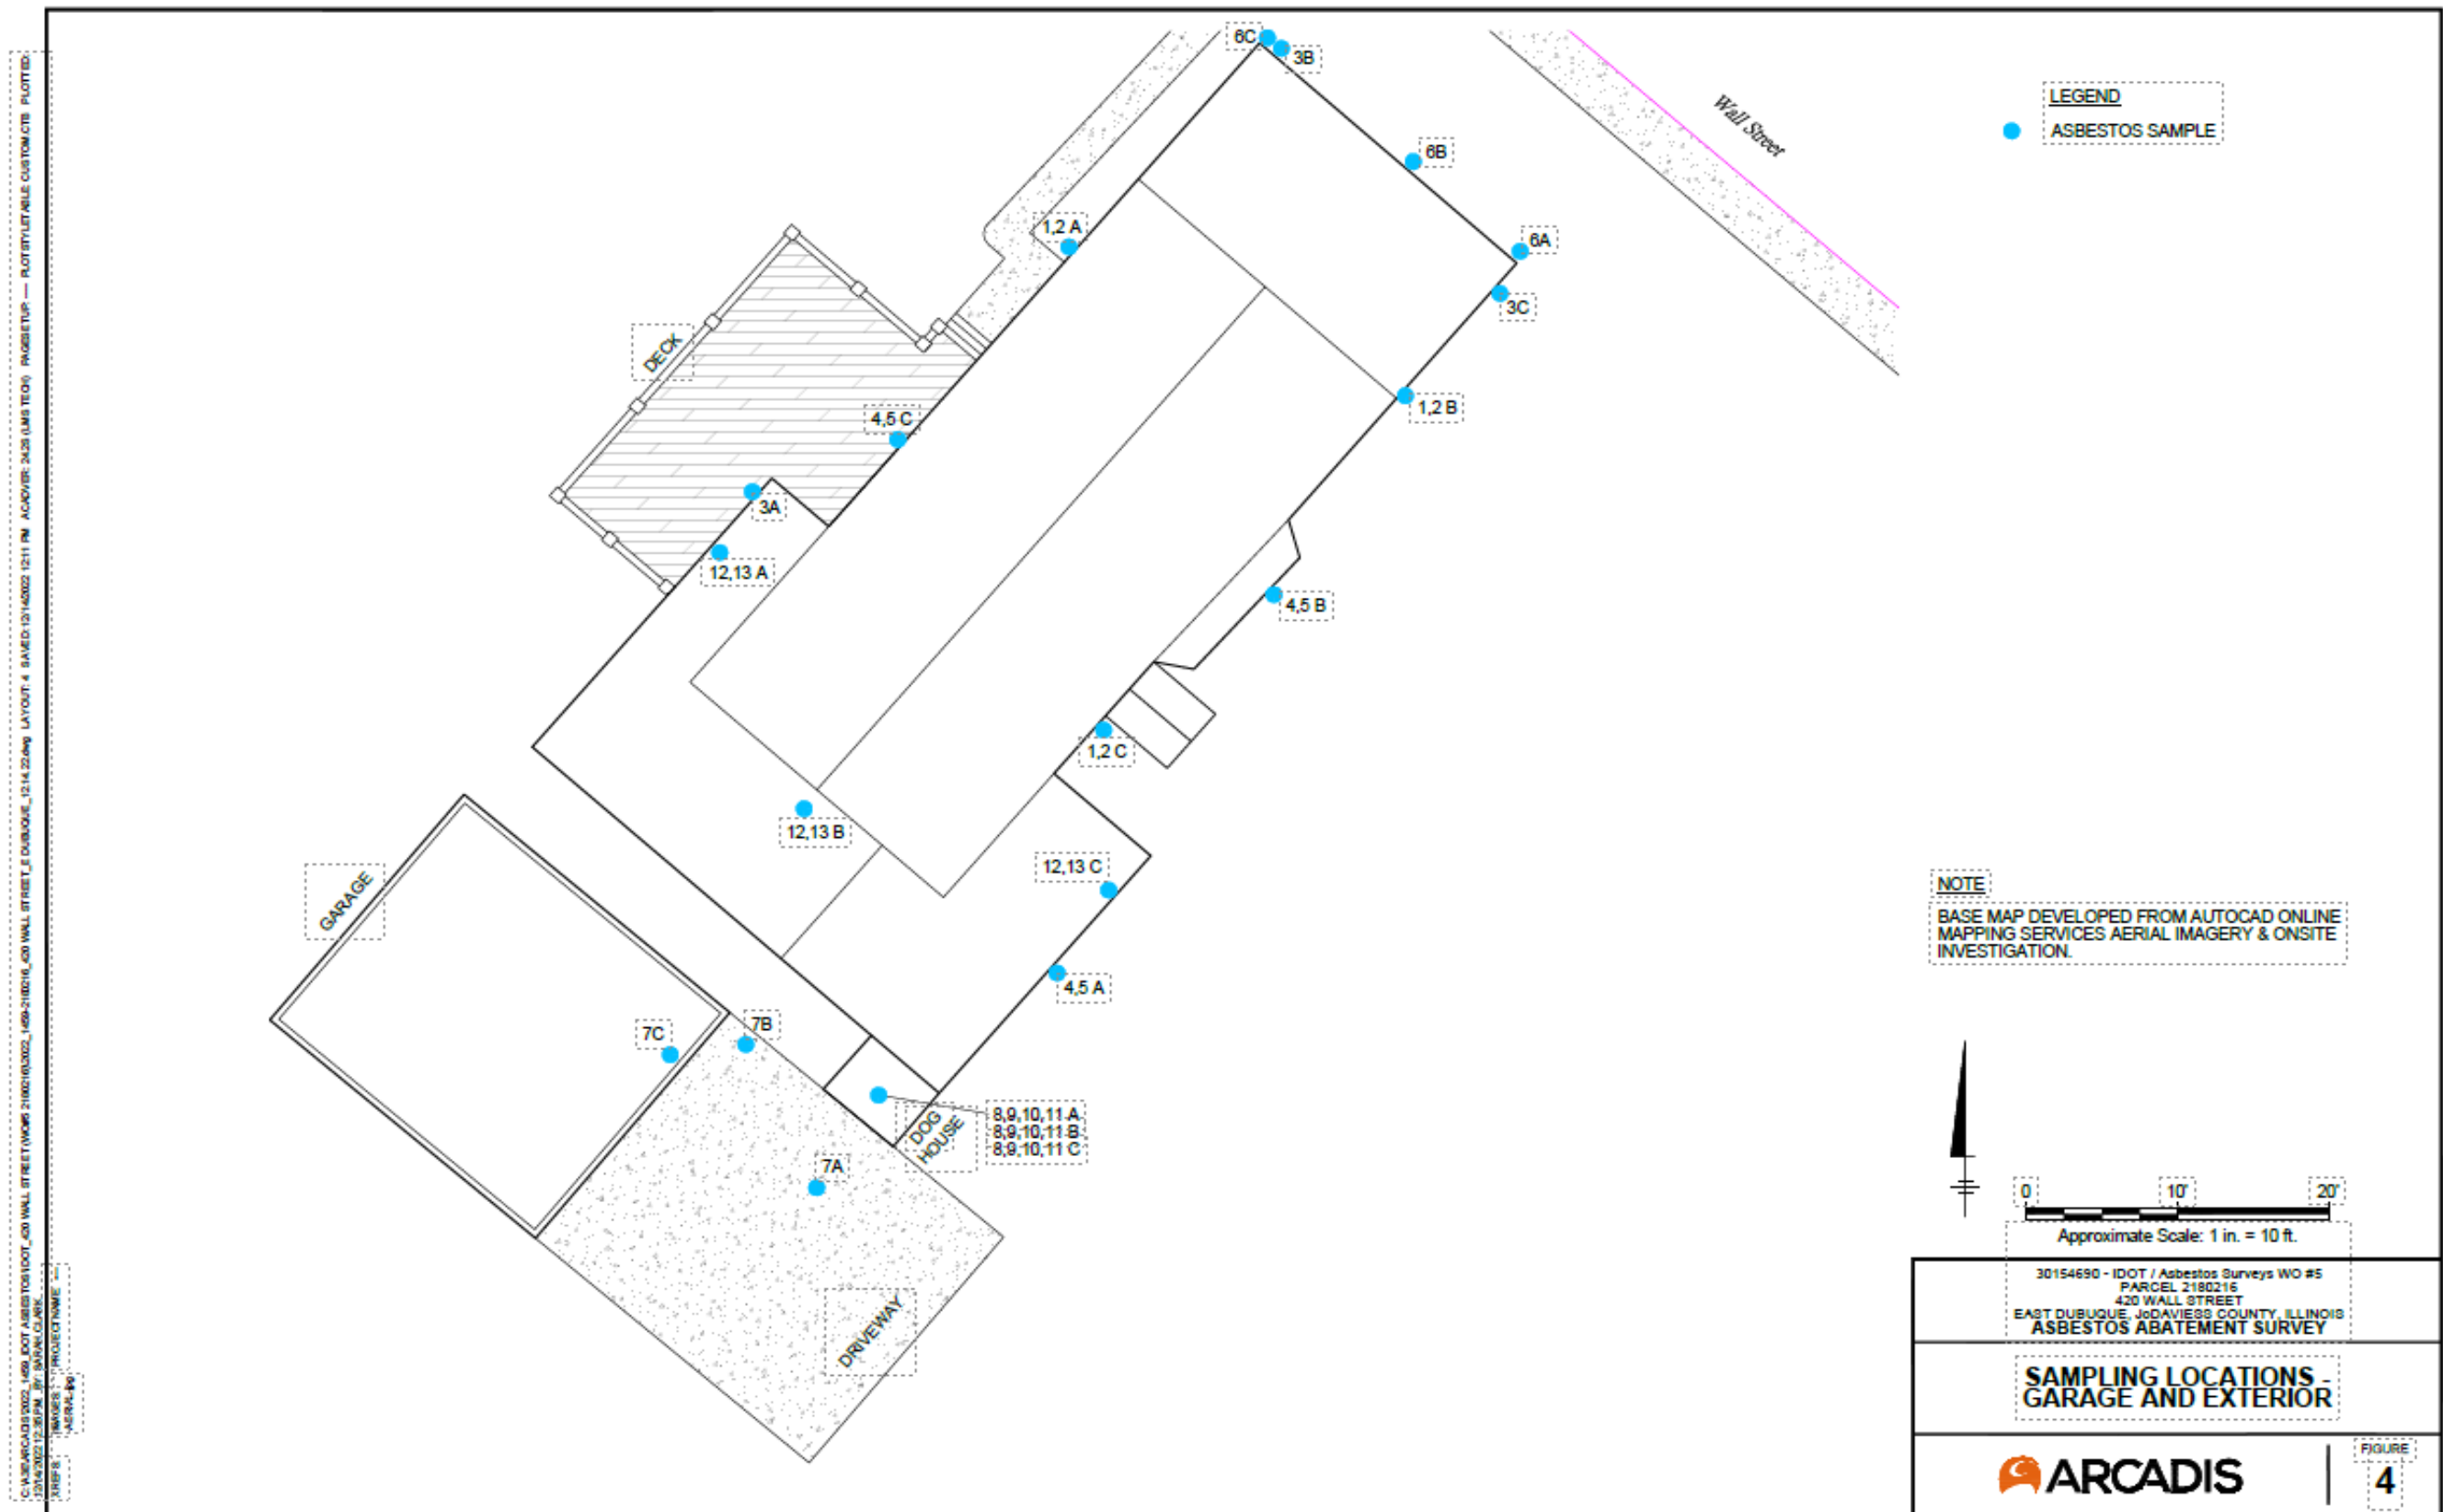 6C
3B
Wall Street
LEGEND
ASBESTOS SAMPLE
6B
1,2 A
6A
3C
DECK
1,2 B
4,5 C
3A
12,13 A
4,5 B
1,2 C
12,13 B
12,13 C
GARAGE
NOTE
BASE MAP DEVELOPED FROM AUTOCAD ONLINE
MAPPING SERVICES AERIAL IMAGERY & ONSITE
INVESTIGATION.
4,5 A
7B
7C
8,9,10,11 A
8,9,10,11 B
8,9,10,11 C
DOG
HOUSE
7A
DRIVEWAY
0 10' 20'
Approximate Scale: 1 in. = 10 ft.
30154690 - IDOT / Asbestos Surveys WO #5
PARCEL 2180216
420 WALL STREET
EAST DUBUQUE, JoDAVIESS COUNTY, ILLINOIS
ASBESTOS ABATEMENT SURVEY
SAMPLING LOCATIONS -
GARAGE AND EXTERIOR
ARCADIS
FIGURE
4